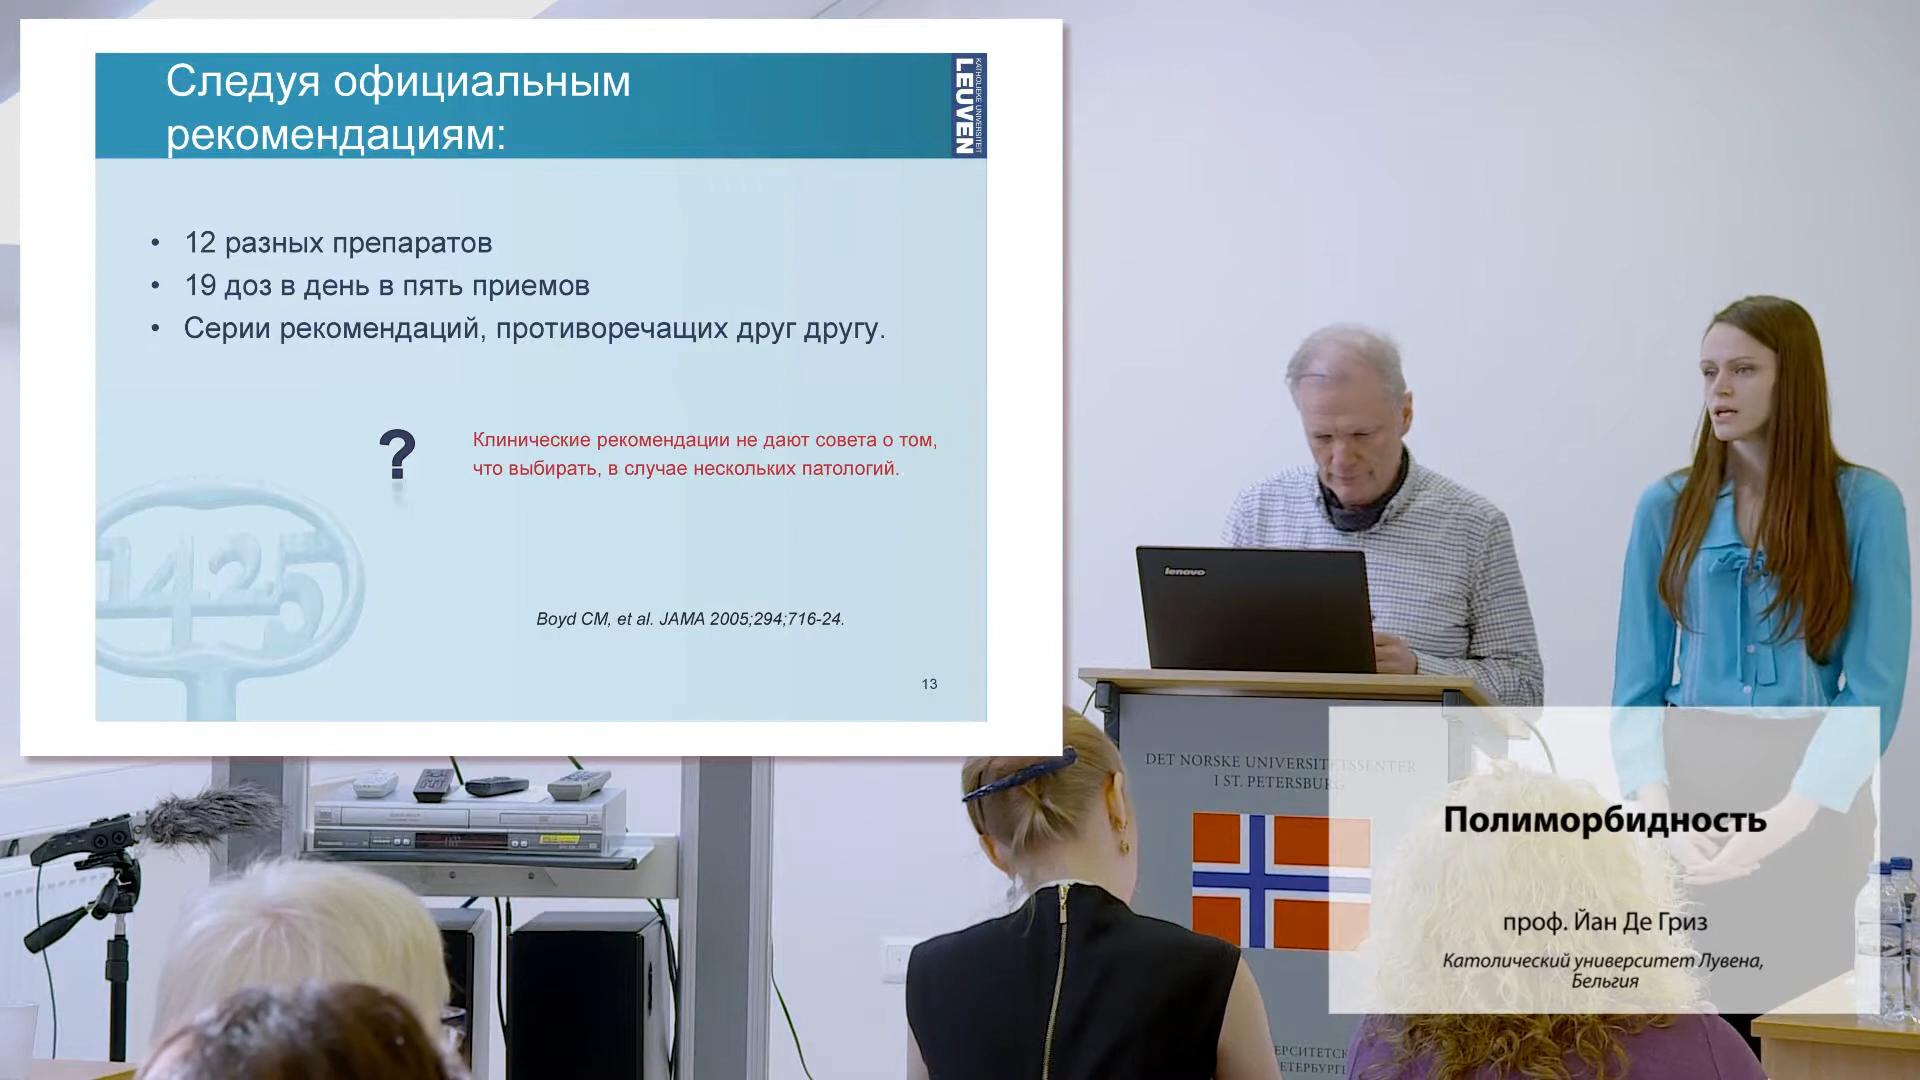 Следуя официальным
рекомендациям:
KATHOLIEKE UNIVERSITEIT
LEUVEN
• 12 разных препаратов
• 19 доз в день в пять приемов
• Серии рекомендаций, противоречащих друг другу.
?
Клинические рекомендации не дают совета о том,
что выбирать, в случае нескольких патологий.
1425
Boyd CM, et al. JAMA 2005;294;716-24.
13
lenovo
DET NORSKE UNIVERSITETSSENTER
I ST. PETERSBURG
Полиморбидность
проф. Йан Де Гриз
Католический университет Лувена,
Бельгия
Panasonic